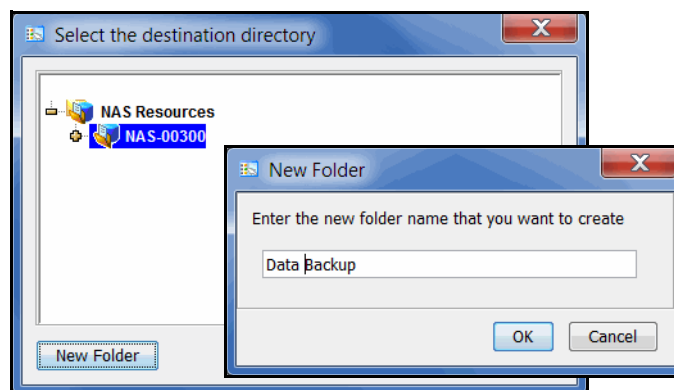 Select the destination directory
NAS Resources
NAS-00300
New Folder
New Folder
Enter the new folder name that you want to create
Data Backup
OK
Cancel